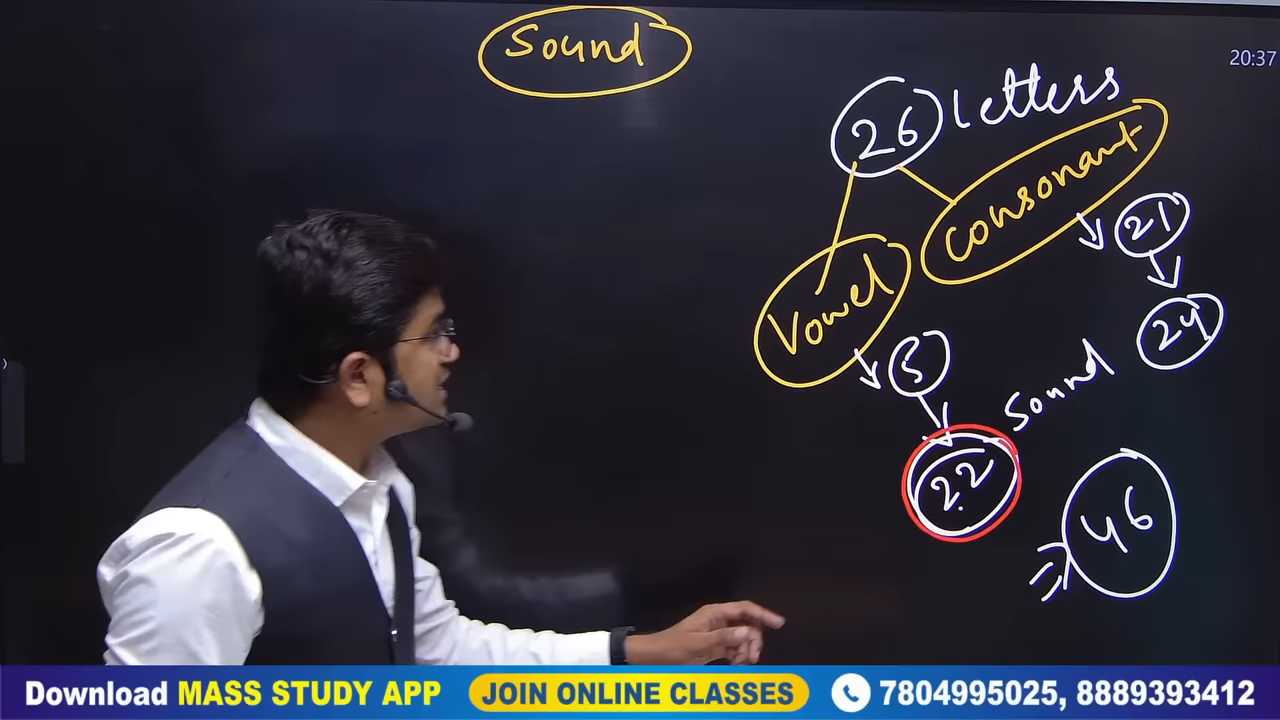 Sound
20:37
26 letters
Vowel
consonant
21
24
5
Sound
22
46
Download MASS STUDY APP JOIN ONLINE CLASSES 7804995025, 8889393412